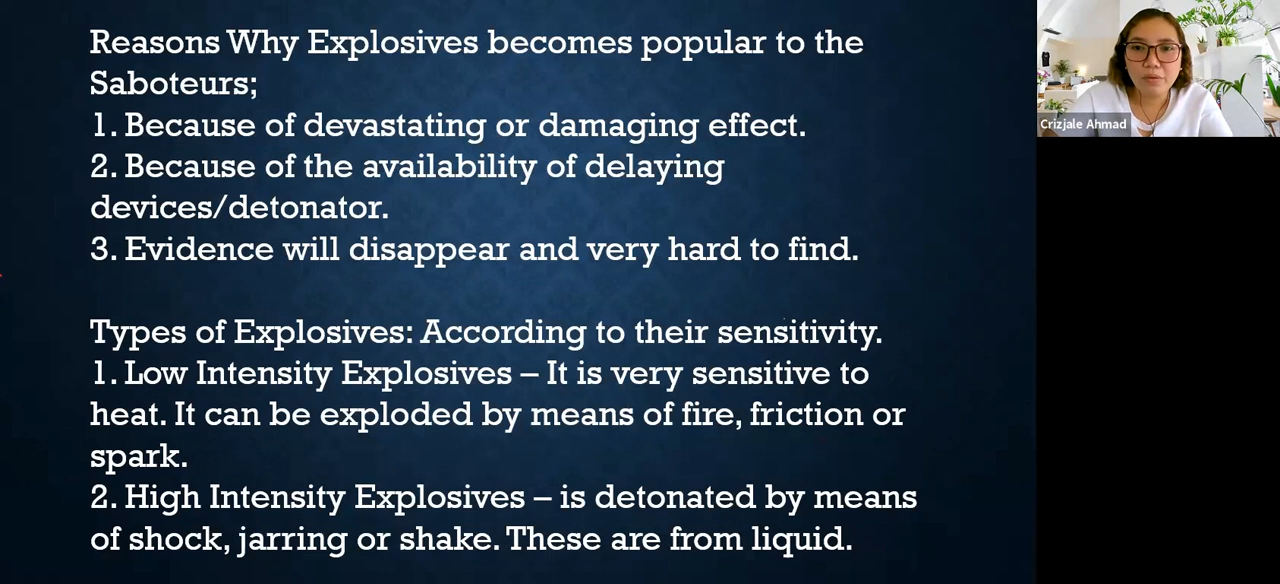 Reasons Why Explosives becomes popular to the
Saboteurs;
1. Because of devastating or damaging effect.
2. Because of the availability of delaying
devices/detonator.
3. Evidence will disappear and very hard to find.
Types of Explosives: According to their sensitivity.
1. Low Intensity Explosives – It is very sensitive to
heat. It can be exploded by means of fire, friction or
spark.
2. High Intensity Explosives – is detonated by means
of shock, jarring or shake. These are from liquid.
Crizjale Ahmad